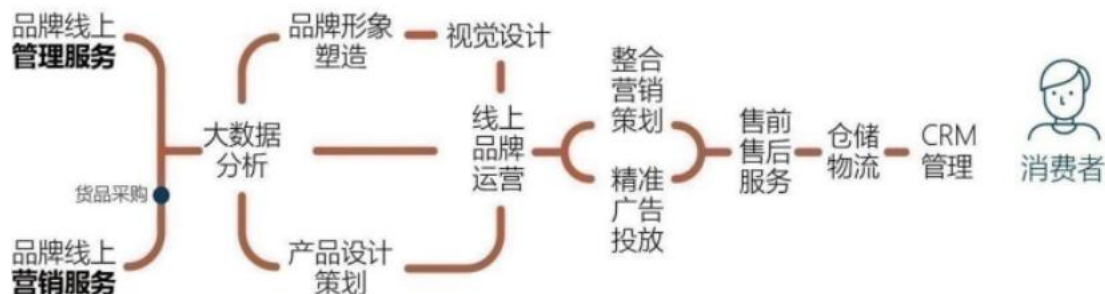 品牌线上
管理服务
货品采购
品牌线上
营销服务
大数据
分析
品牌形象
塑造
视觉设计
产品设计
策划
线上
品牌
运营
整合
营销
策划
精准
广告
投放
售前
售后
服务
仓储
物流
CRM
管理
消费者